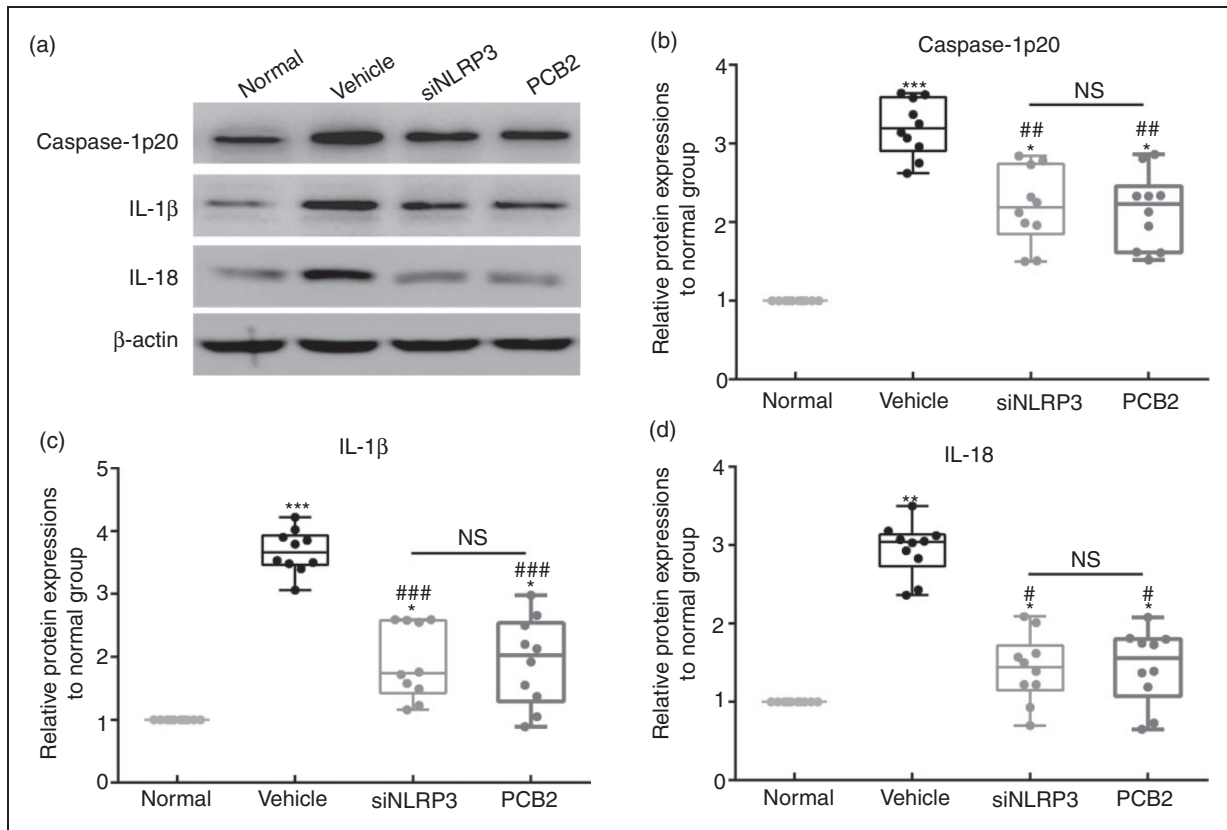 (a)
Normal Vehicle siNLRP3 PCB2
Caspase-1p20
IL-1β
IL-18
β-actin
(b)
Caspase-1p20
Relative protein expressions
to normal group
4
3
2
1
0
***
##
*
NS
##
*
Normal Vehicle siNLRP3 PCB2
(c)
IL-1β
Relative protein expressions
to normal group
5
4
3
2
1
0
***
###
*
NS
###
*
Normal Vehicle siNLRP3 PCB2
(d)
IL-18
Relative protein expressions
to normal group
4
3
2
1
0
**
#
*
NS
#
*
Normal Vehicle siNLRP3 PCB2